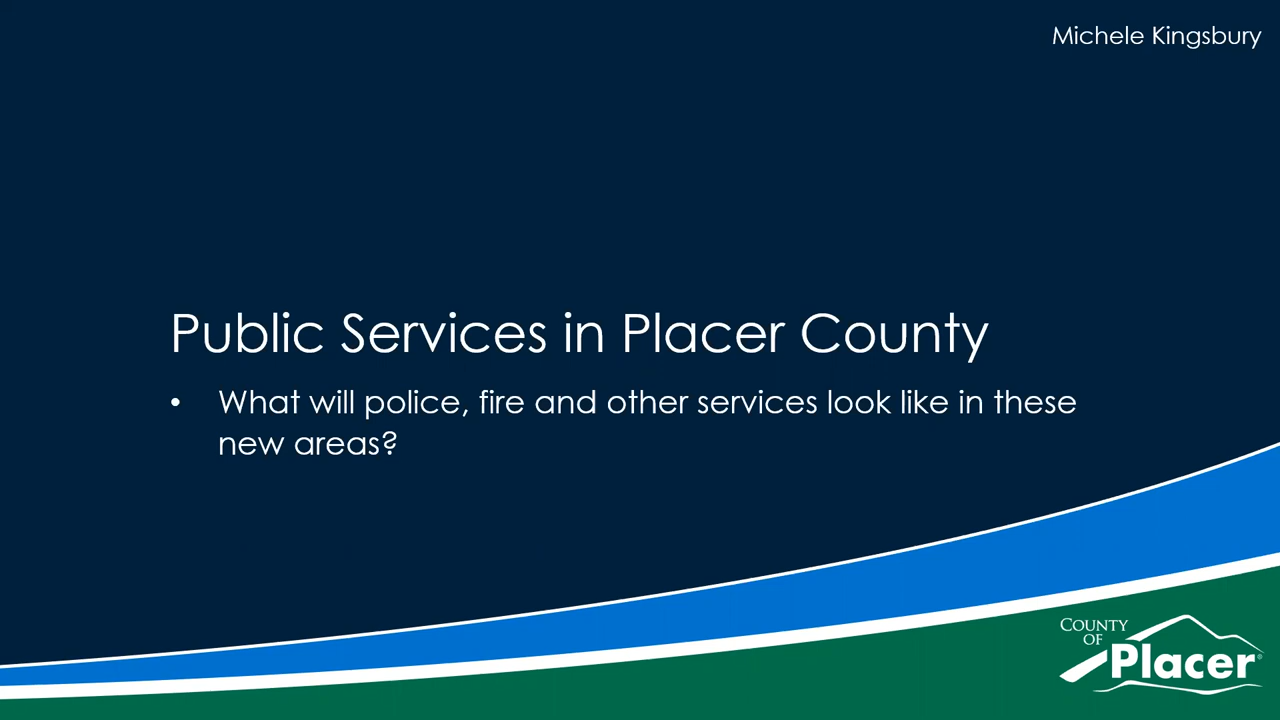 Michele Kingsbury
Public Services in Placer County
• What will police, fire and other services look like in these
new areas?
COUNTY
OF
Placer®